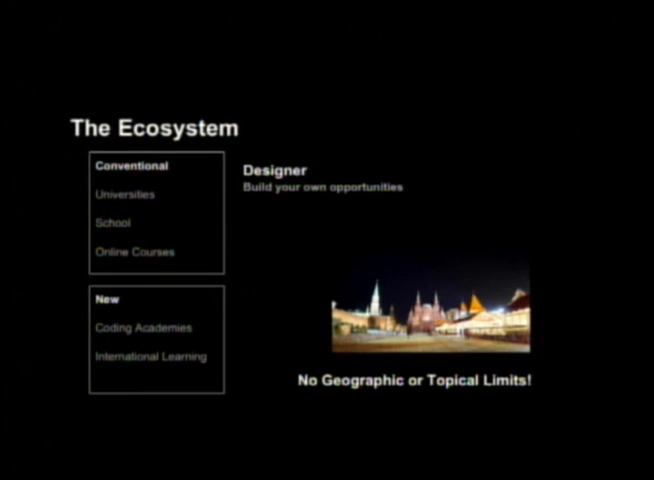 The Ecosystem
Conventional
Universities
School
Online Courses
New
Coding Academies
International Learning
Designer
Build your own opportunities
No Geographic or Topical Limits!